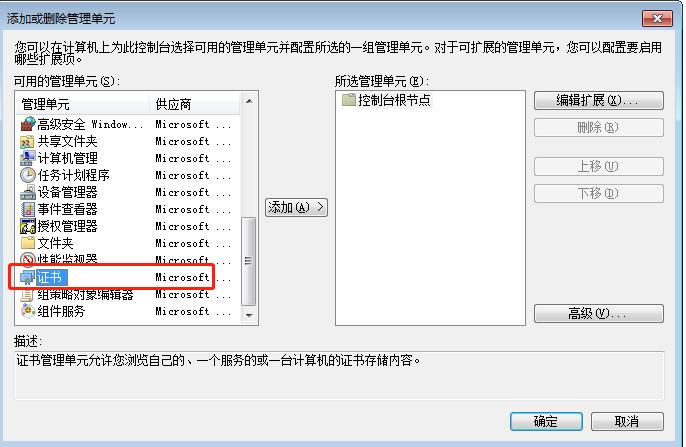 添加或删除管理单元
您可以在计算机上为此控制台选择可用的管理单元并配置所选的一组管理单元。对于可扩展的管理单元，您可以配置要启用
哪些扩展项。
可用的管理单元(S):
所选管理单元(E):
管理单元 供应商
高级安全 Window... Microsoft ...
共享文件夹 Microsoft ...
计算机管理 Microsoft ...
任务计划程序 Microsoft ...
设备管理器 Microsoft ...
事件查看器 Microsoft ...
授权管理器 Microsoft ...
文件夹 Microsoft ...
性能监视器 Microsoft ...
证书 Microsoft ...
组策略对象编辑器 Microsoft ...
组件服务 Microsoft ...
添加(A) >
控制台根节点
编辑扩展(X)...
删除(R)
上移(U)
下移(D)
高级(V)...
描述:
证书管理单元允许您浏览自己的、一个服务的或一台计算机的证书存储内容。
确定
取消